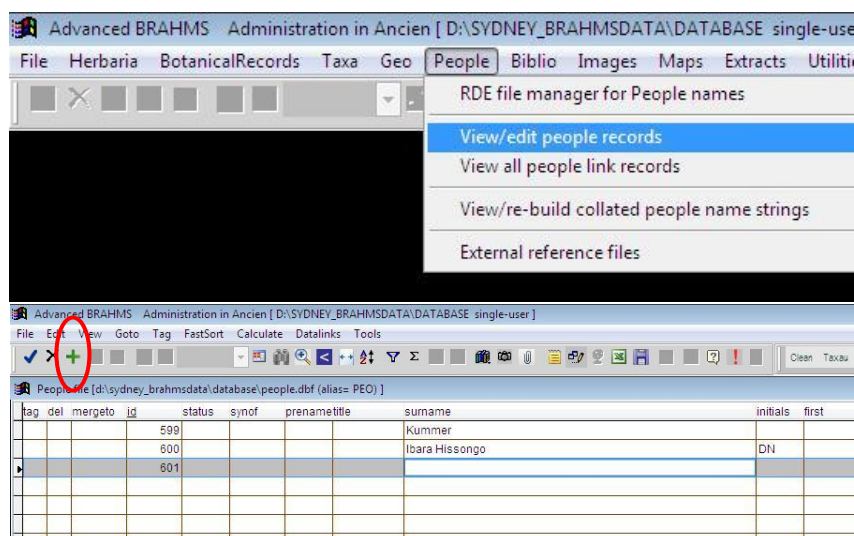 Advanced BRAHMS Administration in Ancien [ D:\SYDNEY_BRAHMSDATA\DATABASE single-use
File Herbaria BotanicalRecords Taxa Geo People Biblio Images Maps Extracts Utiliti
RDE file manager for People names
View/edit people records
View all people link records
View/re-build collated people name strings
External reference files
Advanced BRAHMS Administration in Ancien [ D:\SYDNEY_BRAHMSDATA\DATABASE single-user ]
File Edit View Goto Tag FastSort Calculate Datalinks Tools
Clean Taxau
People file [d:\sydney_brahmsdata\database\people.dbf (alias= PEO) ]
tag del mergeto id status synof prenametitle surname initials first
599 Kummer
600 Ibara Hissongo DN
601